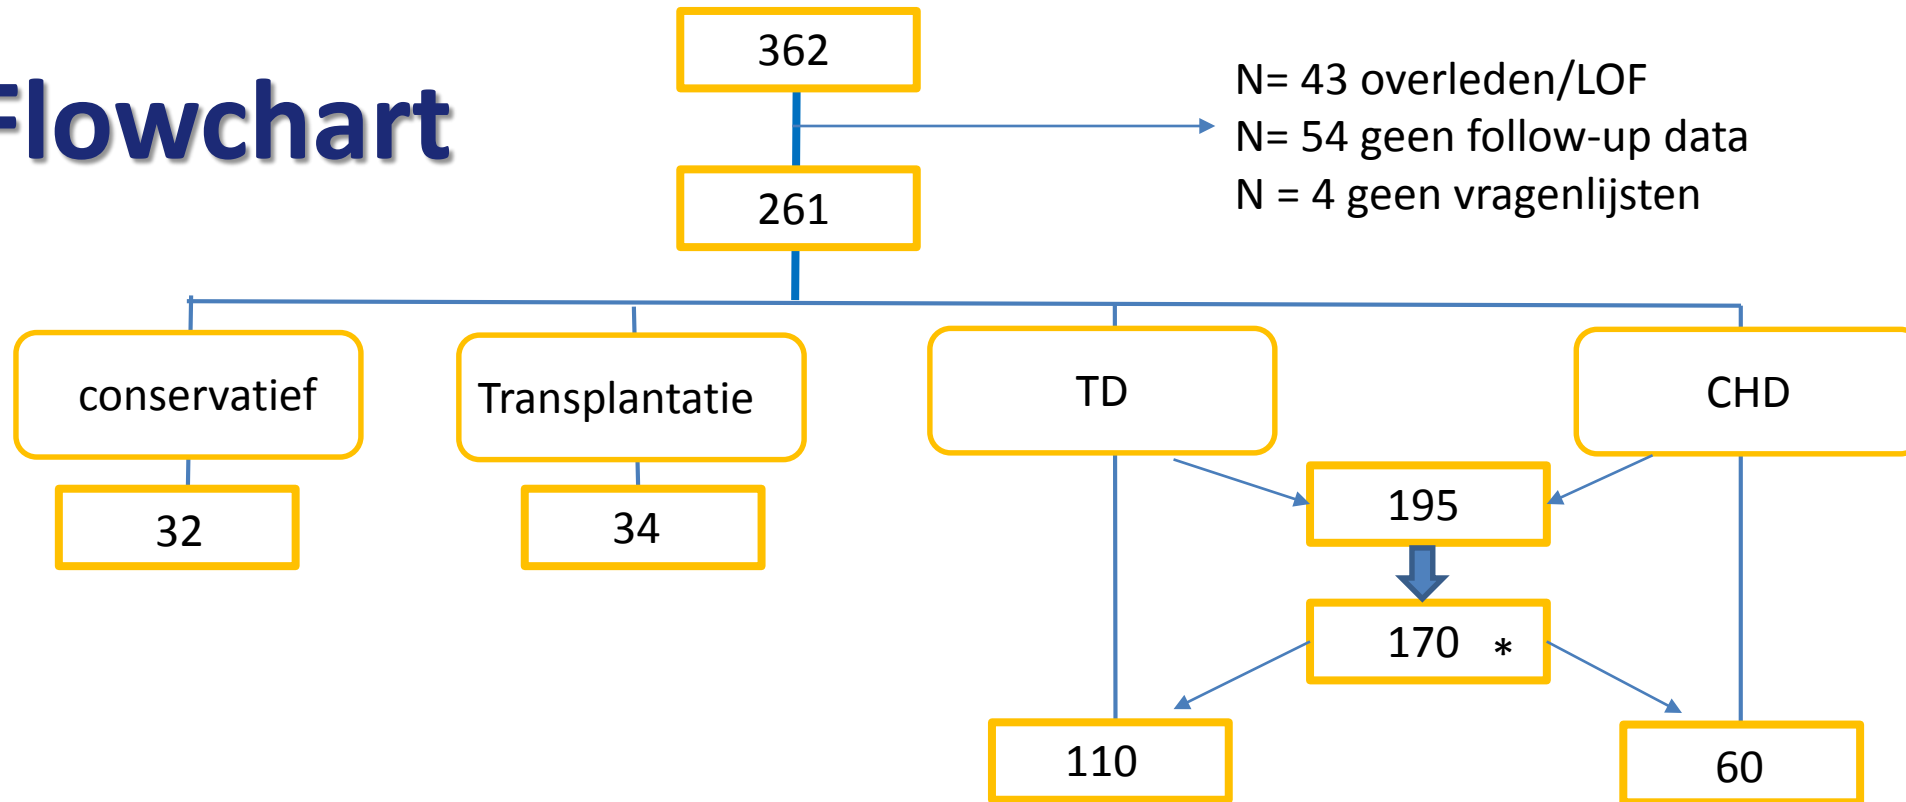 Flowchart
362
N= 43 overleden/LOF
N= 54 geen follow-up data
N = 4 geen vragenlijsten
261
conservatief
Transplantatie
TD
CHD
32
34
195
170 *
110
60